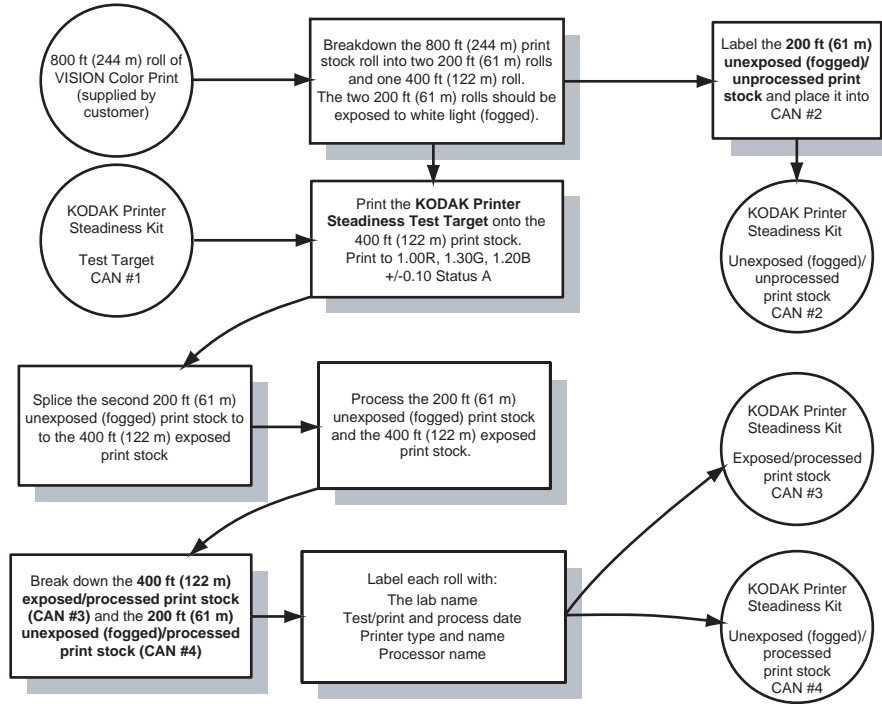 800 ft (244 m) roll of
VISION Color Print
(supplied by
customer)
Breakdown the 800 ft (244 m) print
stock roll into two 200 ft (61 m) rolls
and one 400 ft (122 m) roll.
The two 200 ft (61 m) rolls should be
exposed to white light (fogged).
Label the 200 ft (61 m)
unexposed (fogged)/
unprocessed print
stock and place it into
CAN #2
KODAK Printer
Steadiness Kit
Test Target
CAN #1
Print the KODAK Printer
Steadiness Test Target onto the
400 ft (122 m) print stock.
Print to 1.00R, 1.30G, 1.20B
+/-0.10 Status A
KODAK Printer
Steadiness Kit
Unexposed (fogged)/
unprocessed
print stock
CAN #2
Splice the second 200 ft (61 m)
unexposed (fogged) print stock to
to the 400 ft (122 m) exposed
print stock
Process the 200 ft (61 m)
unexposed (fogged) print stock
and the 400 ft (122 m) exposed
print stock.
KODAK Printer
Steadiness Kit
Exposed/processed
print stock
CAN #3
Break down the 400 ft (122 m)
exposed/processed print stock
(CAN #3) and the 200 ft (61 m)
unexposed (fogged)/processed
print stock (CAN #4)
Label each roll with:
The lab name
Test/print and process date
Printer type and name
Processor name
KODAK Printer
Steadiness Kit
Unexposed (fogged)/
processed
print stock
CAN #4